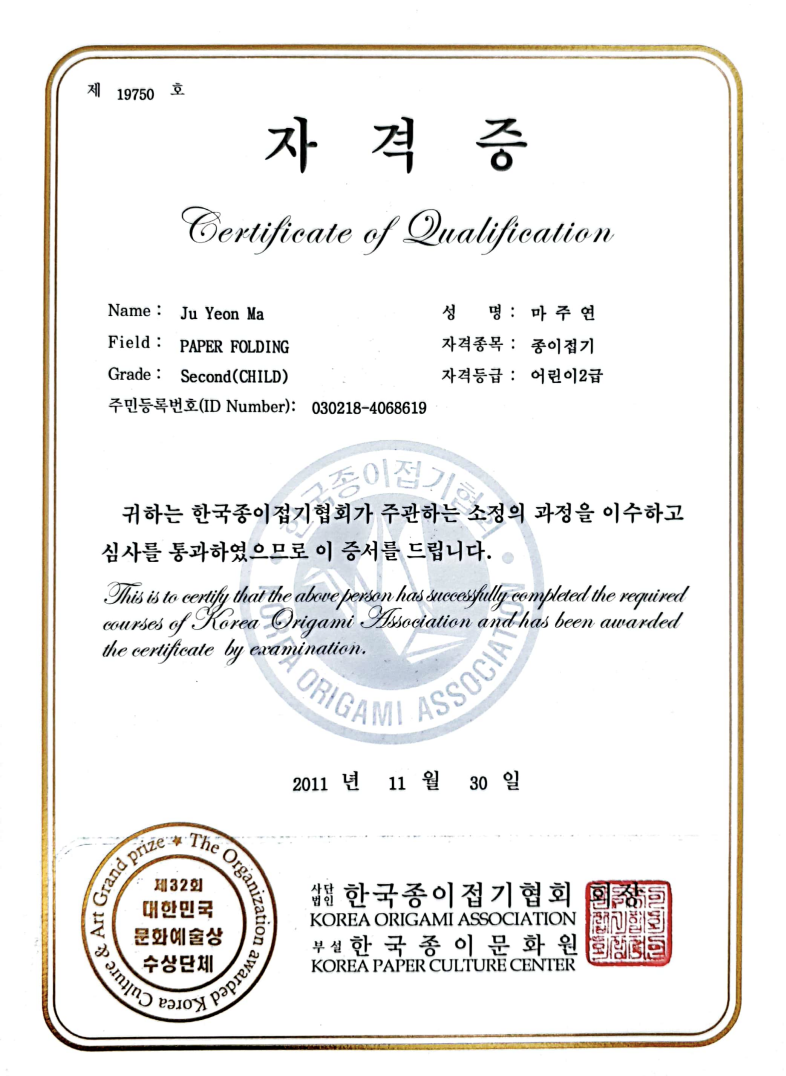 제 19750 호
자 격 증
Certificate of Qualification
Name : Ju Yeon Ma 성 명 : 마 주 연
Field : PAPER FOLDING 자격종목 : 종이접기
Grade : Second(CHILD) 자격등급 : 어린이2급
주민등록번호(ID Number): 030218-4068619
귀하는 한국종이접기협회가 주관하는 소정의 과정을 이수하고
심사를 통과하였으므로 이 증서를 드립니다.
This is to certify that the above person has successfully completed the required
courses of Korea Origami Association and has been awarded
the certificate by examination.
한국종이접기협회
KOREA ORIGAMI ASSOCIATION
2011 년 11 월 30 일
The Organization awarded Korea Culture & Art Grand prize
제32회
대한민국
문화예술상
수상단체
사단법인 한국종이접기협회 회장
KOREA ORIGAMI ASSOCIATION
부설 한국종이문화원
KOREA PAPER CULTURE CENTER